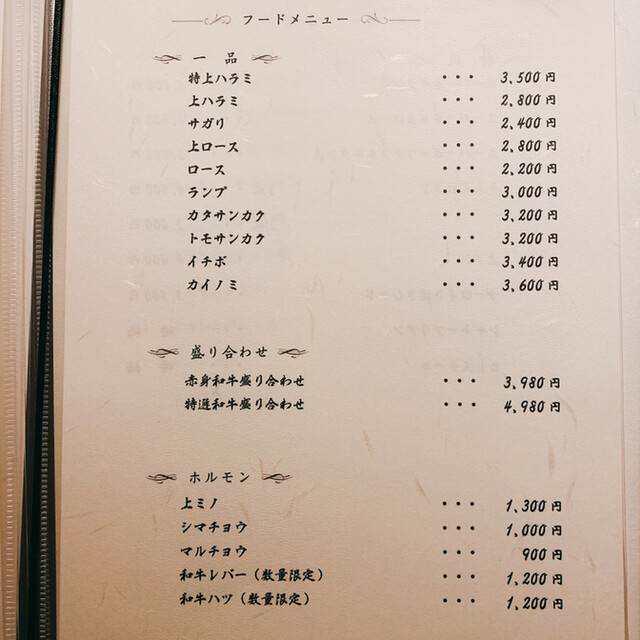 フードメニュー
一品
特上ハラミ ・・・ 3,500円
上ハラミ ・・・ 2,800円
サガリ ・・・ 2,400円
上ロース ・・・ 2,800円
ロース ・・・ 2,200円
ランプ ・・・ 3,000円
カタサンカク ・・・ 3,200円
トモサンカク ・・・ 3,200円
イチボ ・・・ 3,400円
カイノミ ・・・ 3,600円
盛り合わせ
赤身和牛盛り合わせ ・・・ 3,980円
特選和牛盛り合わせ ・・・ 4,980円
ホルモン
上ミノ ・・・ 1,300円
シマチョウ ・・・ 1,000円
マルチョウ ・・・ 900円
和牛レバー（数量限定） ・・・ 1,200円
和牛ハツ（数量限定） ・・・ 1,200円